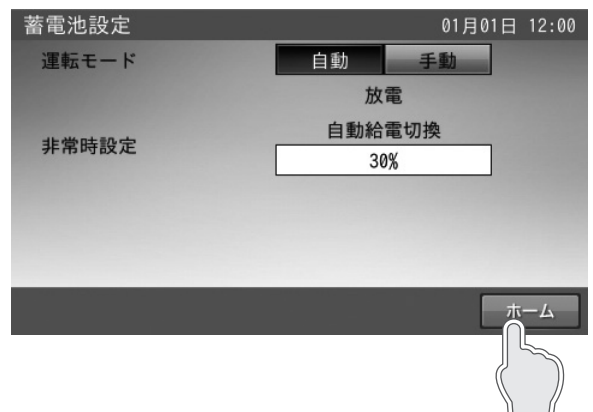 蓄電池設定 01月01日 12:00
運転モード 自動 手動
放電
非常時設定 自動給電切換
30%
ホーム